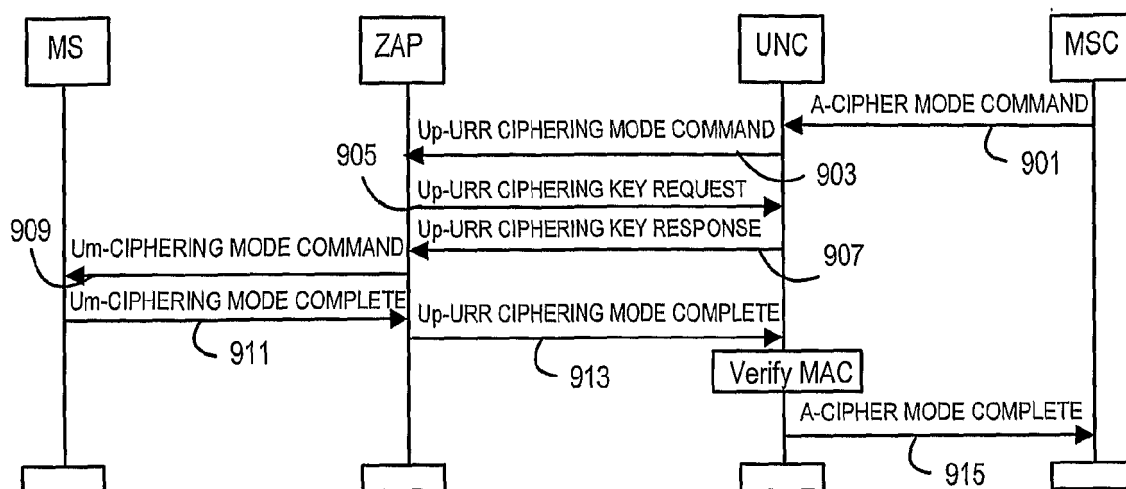 MS
ZAP
UNC
MSC
A-CIPHER MODE COMMAND
901
Up-URR CIPHERING MODE COMMAND
903
905
Up-URR CIPHERING KEY REQUEST
Up-URR CIPHERING KEY RESPONSE
907
909
Um-CIPHERING MODE COMMAND
Um-CIPHERING MODE COMPLETE
911
Up-URR CIPHERING MODE COMPLETE
913
Verify MAC
A-CIPHER MODE COMPLETE
915